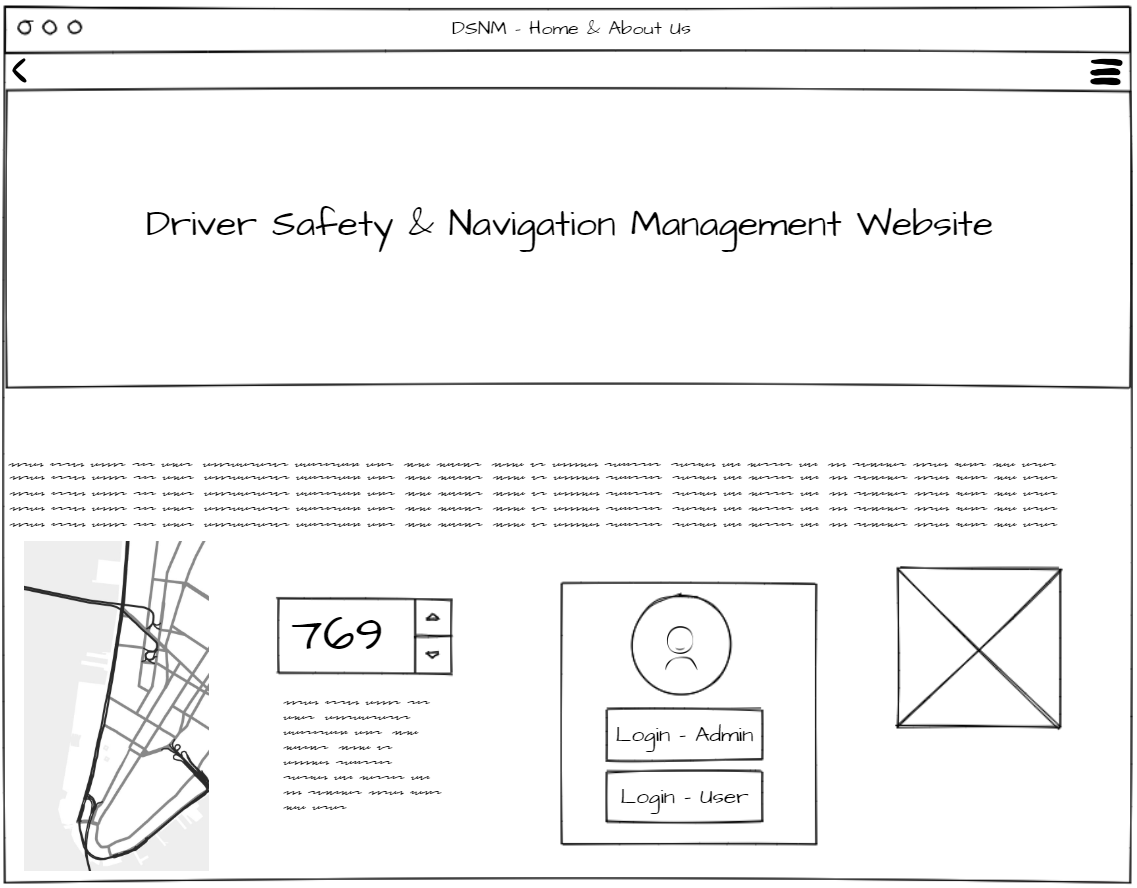 DSNM - Home & About Us
Driver Safety & Navigation Management Website
769
Login - Admin
Login - User